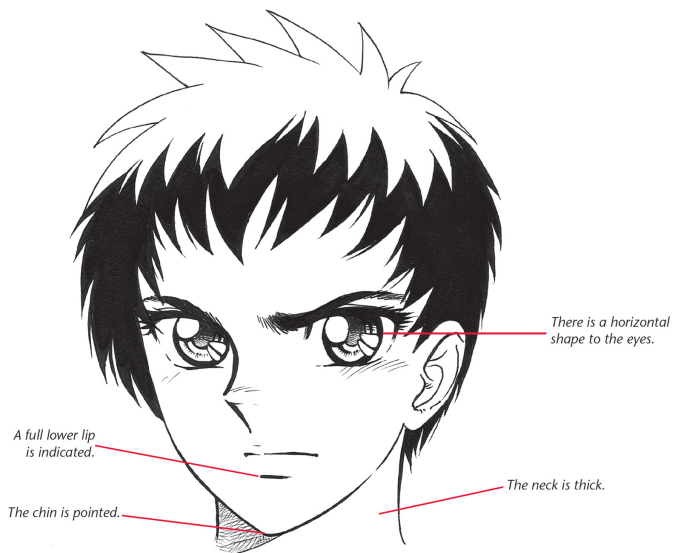 There is a horizontal
shape to the eyes.
A full lower lip
is indicated.
The neck is thick.
The chin is pointed.